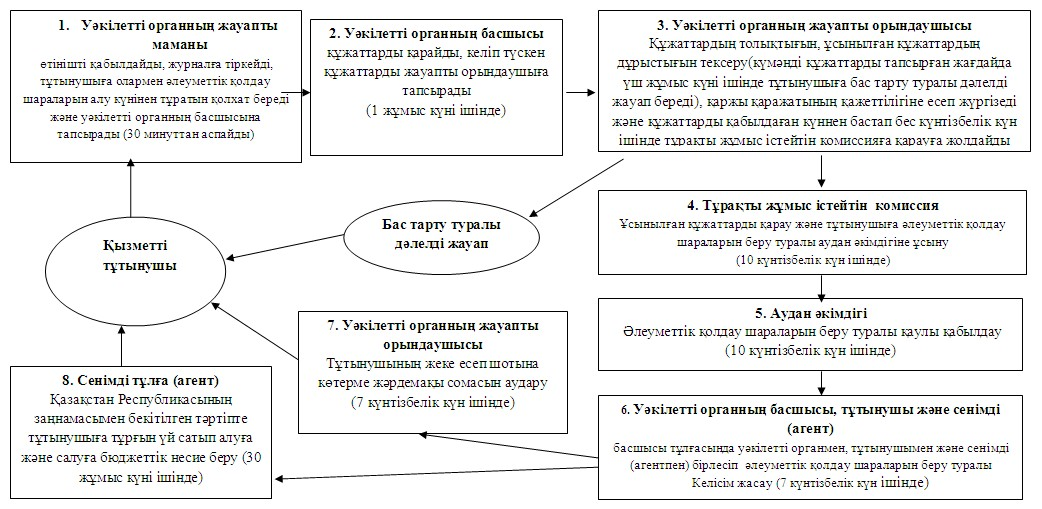 1. Уәкілетті органның жауапты
маманы
өтінішті қабылдайды, журналға тіркейді,
тұтынушыға олармен әлеуметтік қолдау
шараларын алу күнінен тұратын қолхат береді
және уәкілетті органның басшысына
тапсырады (30 минуттан аспайды)
2. Уәкілетті органның басшысы
құжаттарды қарайды, келіп түскен
құжаттарды жауапты орындаушыға
тапсырады
(1 жұмыс күні ішінде)
3. Уәкілетті органның жауапты орындаушысы
Құжаттардың толықтығын, ұсынылған құжаттардың
дұрыстығын тексеру(күмәнді құжаттарды тапсырған жағдайда
үш жұмыс күні ішінде тұтынушыға бас тарту туралы дәлелді
жауап береді), қаржы қаражатының қажеттілігіне есеп жүргізеді
және құжаттарды қабылдаған күннен бастап бес күнтізбелік күн
ішінде тұрақты жұмыс істейтін комиссияға қарауға жолдайды
4. Тұрақты жұмыс істейтін комиссия
Ұсынылған құжаттарды қарау және тұтынушыға әлеуметтік қолдау
шараларын беру туралы аудан әкімдігіне ұсыну
(10 күнтізбелік күн ішінде)
Бас тарту туралы
дәлелді жауап
Қызметті
тұтынушы
5. Аудан әкімдігі
Әлеуметтік қолдау шараларын беру туралы қаулы қабылдау
(10 күнтізбелік күн ішінде)
7. Уәкілетті органның жауапты
орындаушысы
Тұтынушының жеке есеп шотына
көтерме жәрдемақы сомасын аудару
(7 күнтізбелік күн ішінде)
8. Сенімді тұлға (агент)
Қазақстан Республикасының
заңнамасымен бекітілген тәртіпте
тұтынушыға тұрғын үй сатып алуға
және салуға бюджеттік несие беру (30
жұмыс күні ішінде)
6. Уәкілетті органның басшысы, тұтынушы және сенімді
(агент)
басшысы тұлғасында уәкілетті органмен, тұтынушымен және сенімді
(агентпен) бірлесіп әлеуметтік қолдау шараларын беру туралы
Келісім жасау (7 күнтізбелік күн ішінде)